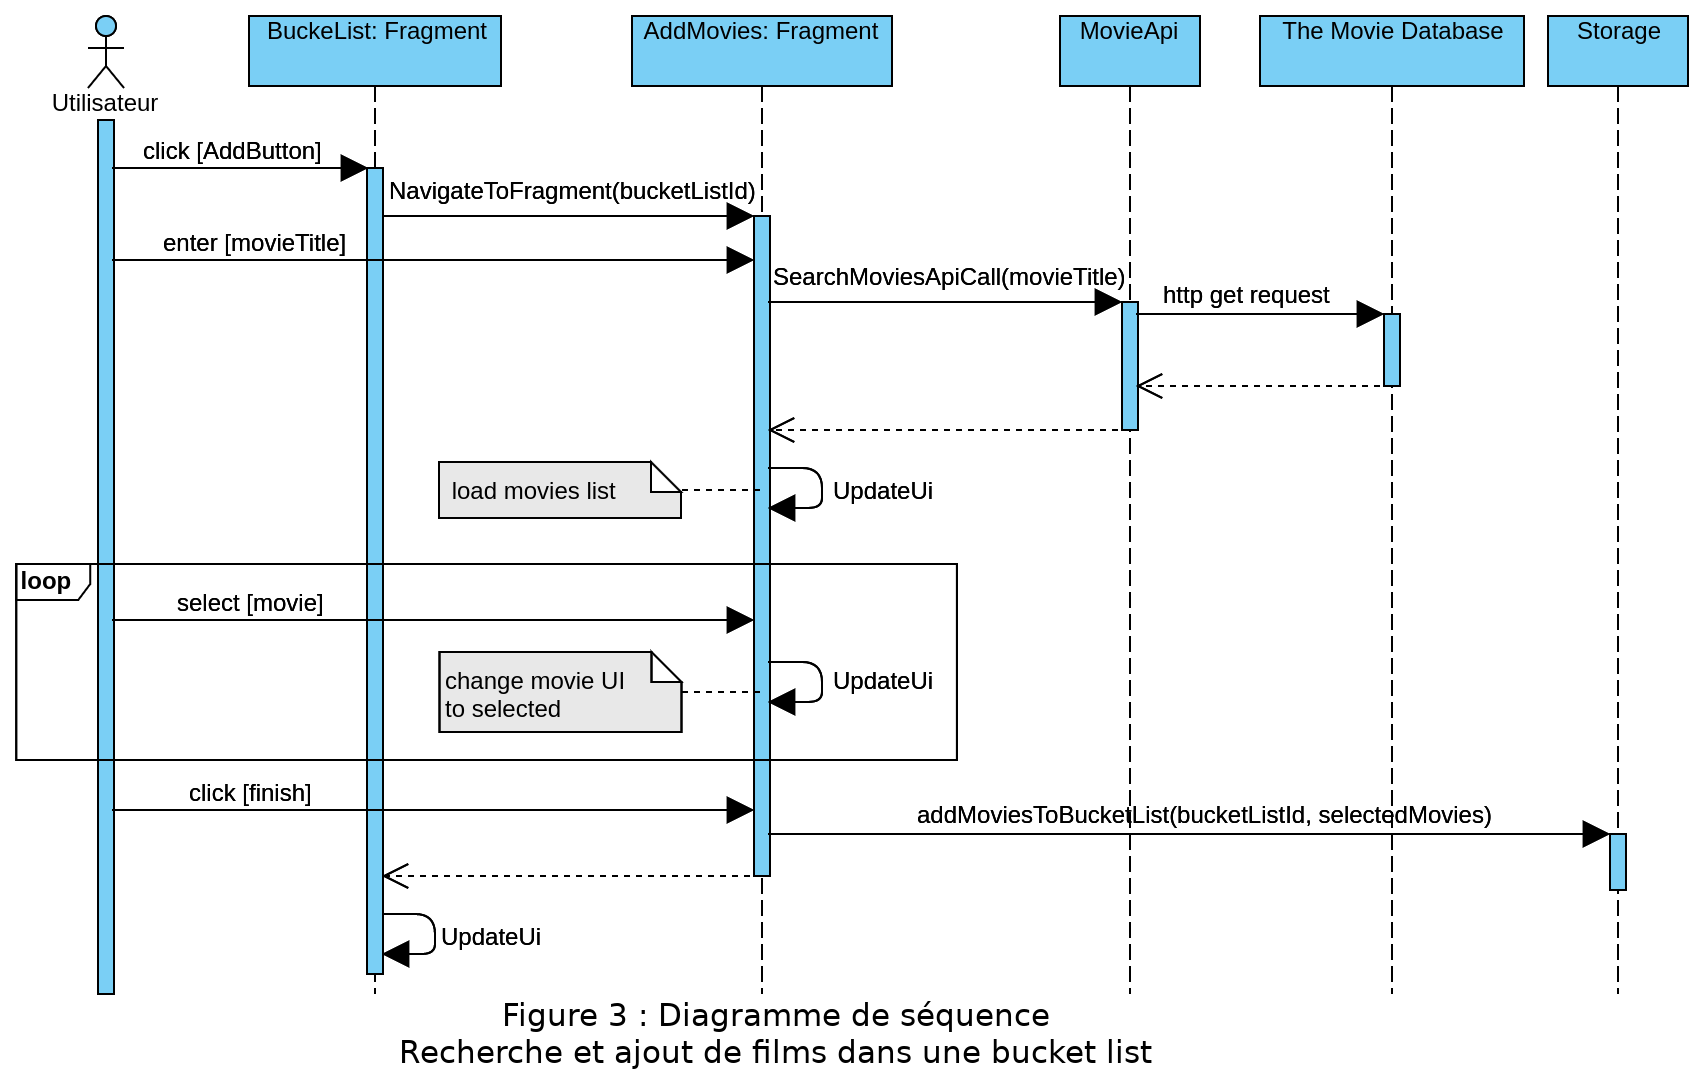 Utilisateur
BuckeList: Fragment
AddMovies: Fragment
MovieApi
The Movie Database
Storage
click [AddButton]
NavigateToFragment(bucketListId)
enter [movieTitle]
SearchMoviesApiCall(movieTitle)
http get request
load movies list
UpdateUi
loop
select [movie]
change movie UI
to selected
UpdateUi
click [finish]
addMoviesToBucketList(bucketListId, selectedMovies)
UpdateUi
Figure 3 : Diagramme de séquence
Recherche et ajout de films dans une bucket list